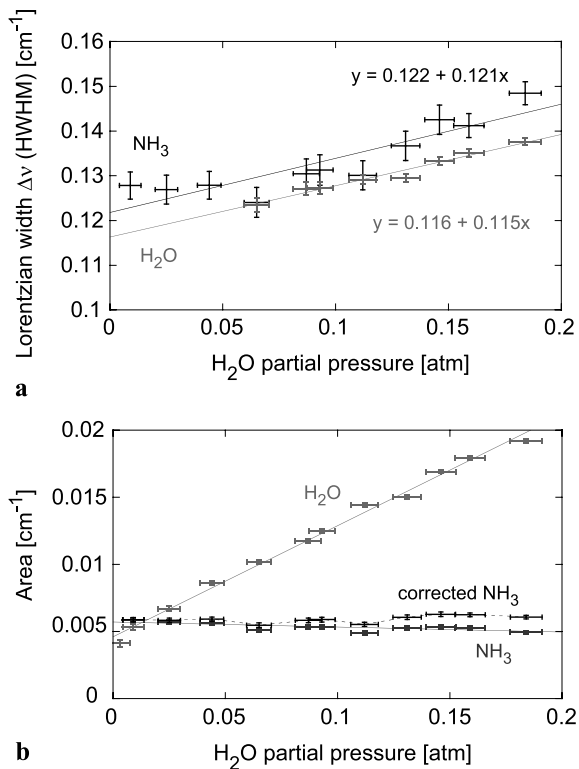 0.16
0.15
0.14
0.13
0.12
0.11
0.1
Lorentzian width Δν (HWHM) [cm⁻¹]
y = 0.122 + 0.121x
NH₃
y = 0.116 + 0.115x
H₂O
0 0.05 0.1 0.15 0.2
H₂O partial pressure [atm]
a
0.02
0.015
0.01
0.005
0
Area [cm⁻¹]
H₂O
corrected NH₃
NH₃
0 0.05 0.1 0.15 0.2
H₂O partial pressure [atm]
b